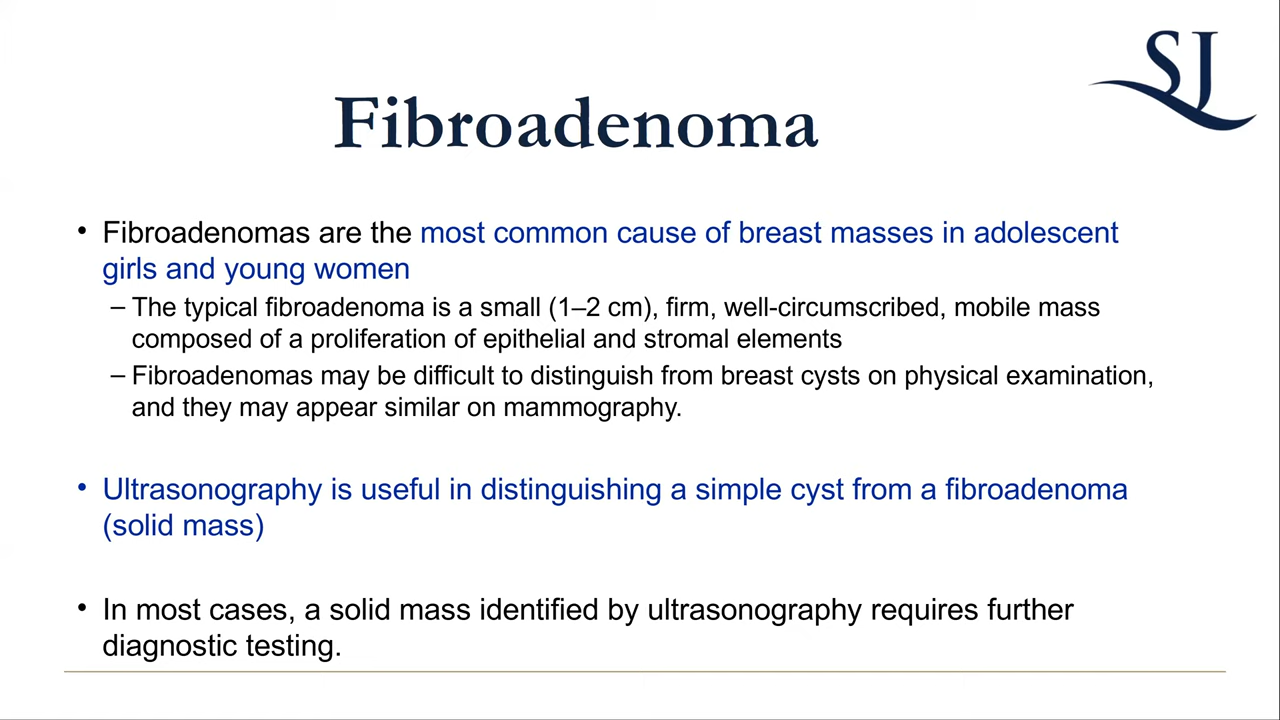 SJ
Fibroadenoma
• Fibroadenomas are the most common cause of breast masses in adolescent
girls and young women
– The typical fibroadenoma is a small (1–2 cm), firm, well-circumscribed, mobile mass
composed of a proliferation of epithelial and stromal elements
– Fibroadenomas may be difficult to distinguish from breast cysts on physical examination,
and they may appear similar on mammography.
• Ultrasonography is useful in distinguishing a simple cyst from a fibroadenoma
(solid mass)
• In most cases, a solid mass identified by ultrasonography requires further
diagnostic testing.